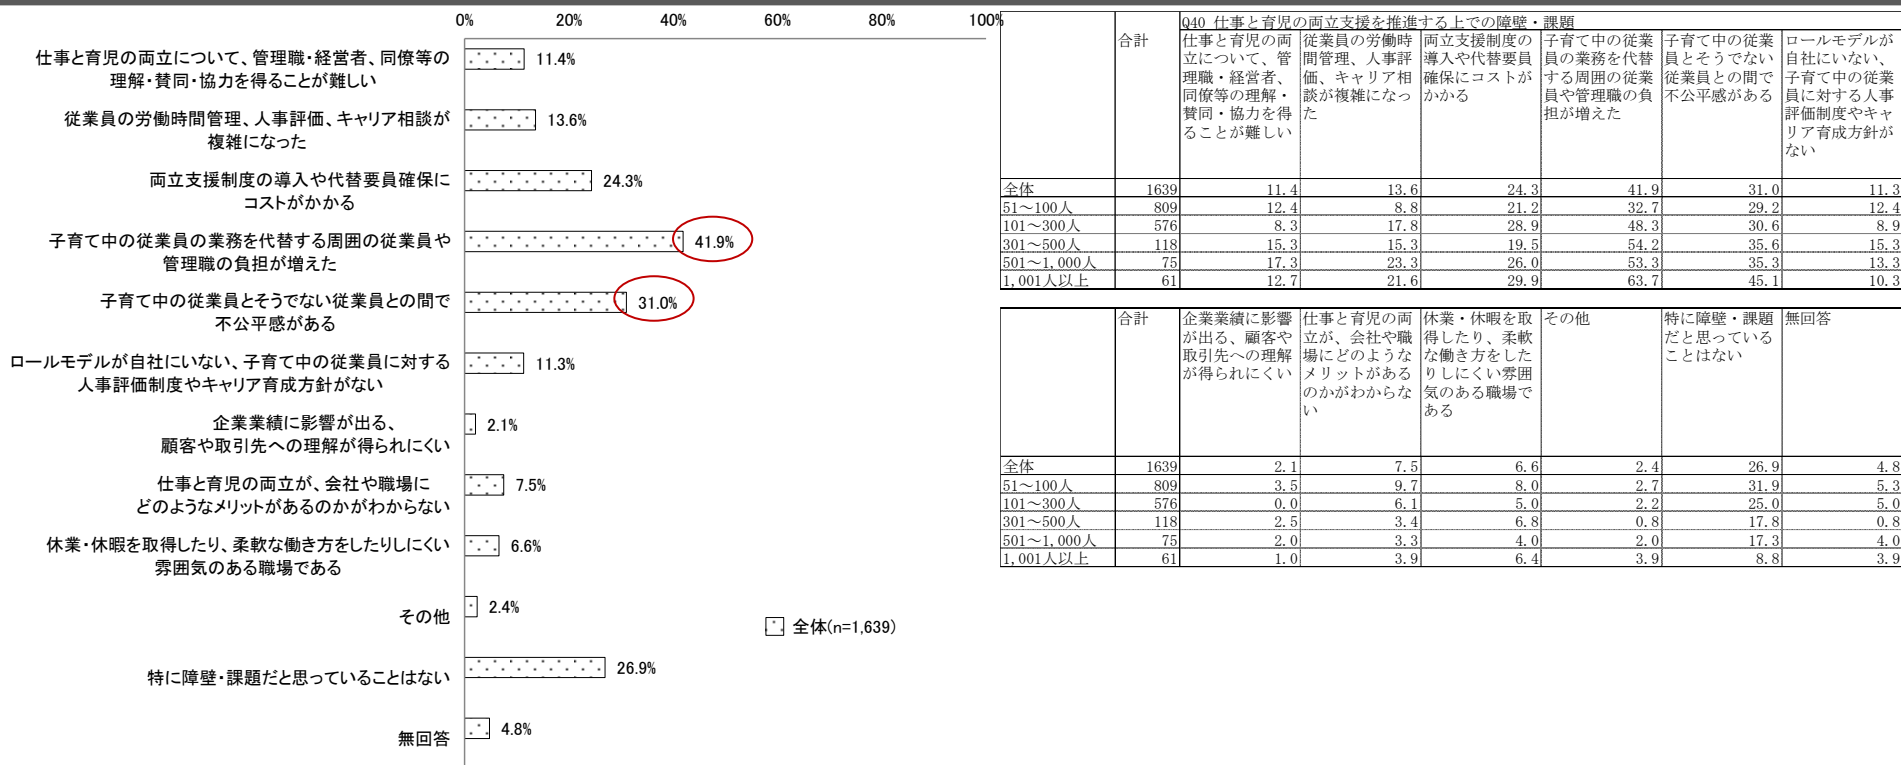 0% 20% 40% 60% 80% 100%
仕事と育児の両立について、管理職・経営者、同僚等の
理解・賛同・協力を得ることが難しい
11.4%
従業員の労働時間管理、人事評価、キャリア相談が
複雑になった
13.6%
両立支援制度の導入や代替要員確保に
コストがかかる
24.3%
子育て中の従業員の業務を代替する周囲の従業員や
管理職の負担が増えた
41.9%
子育て中の従業員とそうでない従業員との間で
不公平感がある
31.0%
ロールモデルが自社にいない、子育て中の従業員に対する
人事評価制度やキャリア育成方針がない
11.3%
企業業績に影響が出る、
顧客や取引先への理解が得られにくい
2.1%
仕事と育児の両立が、会社や職場に
どのようなメリットがあるのかがわからない
7.5%
休業・休暇を取得したり、柔軟な働き方をしたりしにくい
雰囲気のある職場である
6.6%
その他
2.4%
全体(n=1,639)
特に障壁・課題だと思っていることはない
26.9%
無回答
4.8%
Q40 仕事と育児の両立支援を推進する上での障壁・課題
合計
仕事と育児の両
立について、管
理職・経営者、
同僚等の理解・
賛同・協力を得
ることが難しい
従業員の労働時
間管理、人事評
価、キャリア相
談が複雑になっ
た
両立支援制度の
導入や代替要員
確保にコストが
かかる
子育て中の従業
員の業務を代替
する周囲の従業
員や管理職の負
担が増えた
子育て中の従業
員とそうでない
従業員との間で
不公平感がある
ロールモデルが
自社にいない、
子育て中の従業
員に対する人事
評価制度やキャ
リア育成方針が
ない
全体 1639 11.4 13.6 24.3 41.9 31.0 11.3
51～100人 809 12.4 8.8 21.2 32.7 29.2 12.4
101～300人 576 8.3 17.8 28.9 48.3 30.6 8.9
301～500人 118 15.3 15.3 19.5 54.2 35.6 15.3
501～1,000人 75 17.3 23.3 26.0 53.3 35.3 13.3
1,001人以上 61 12.7 21.6 29.9 63.7 45.1 10.3
合計
企業業績に影響
が出る、顧客や
取引先への理解
が得られにくい
仕事と育児の両
立が、会社や職
場にどのような
メリットがある
のかがわからな
い
休業・休暇を取
得したり、柔軟
な働き方をした
りしにくい雰囲
気のある職場で
ある
その他
特に障壁・課題
だと思っている
ことはない
無回答
全体 1639 2.1 7.5 6.6 2.4 26.9 4.8
51～100人 809 3.5 9.7 8.0 2.7 31.9 5.3
101～300人 576 0.0 6.1 5.0 2.2 25.0 5.0
301～500人 118 2.5 3.4 6.8 0.8 17.8 0.8
501～1,000人 75 2.0 3.3 4.0 2.0 17.3 4.0
1,001人以上 61 1.0 3.9 6.4 3.9 8.8 3.9